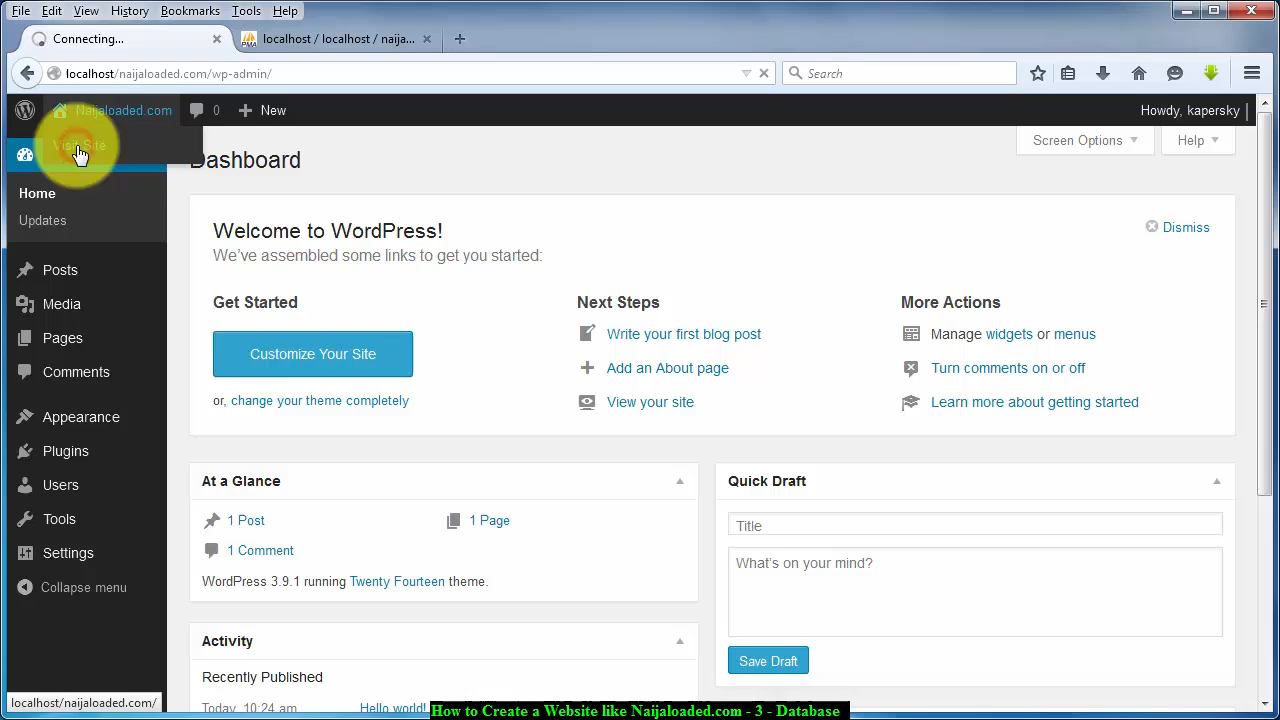 File Edit View History Bookmarks Tools Help
Connecting...
localhost / localhost / naija...
localhost/naijaloaded.com/wp-admin/
Search
Naijaloaded.com 0 New
Howdy, kapersky
Visit Site
Dashboard
Screen Options
Help
Home
Updates
Posts
Media
Pages
Comments
Appearance
Plugins
Users
Tools
Settings
Collapse menu
Welcome to WordPress!
Dismiss
We've assembled some links to get you started:
Get Started
Customize Your Site
or, change your theme completely
Next Steps
Write your first blog post
Add an About page
View your site
More Actions
Manage widgets or menus
Turn comments on or off
Learn more about getting started
At a Glance
1 Post
1 Page
1 Comment
WordPress 3.9.1 running Twenty Fourteen theme.
Quick Draft
Title
What's on your mind?
Save Draft
Activity
Recently Published
Today, 10:24 am Hello world!
localhost/naijaloaded.com/
How to Create a Website like Naijaloaded.com - 3 - Database